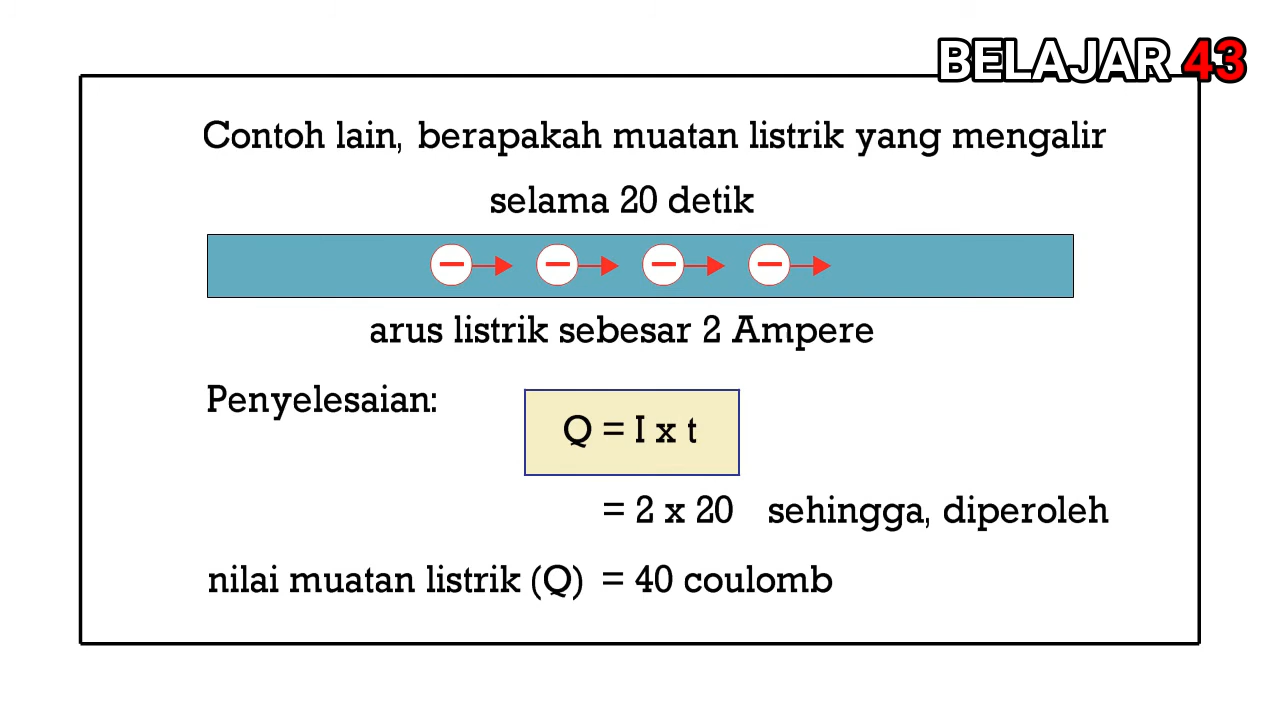 BELAJAR 43
Contoh lain, berapakah muatan listrik yang mengalir
selama 20 detik
arus listrik sebesar 2 Ampere
Penyelesaian:
Q = I x t
= 2 x 20 sehingga, diperoleh
nilai muatan listrik (Q) = 40 coulomb